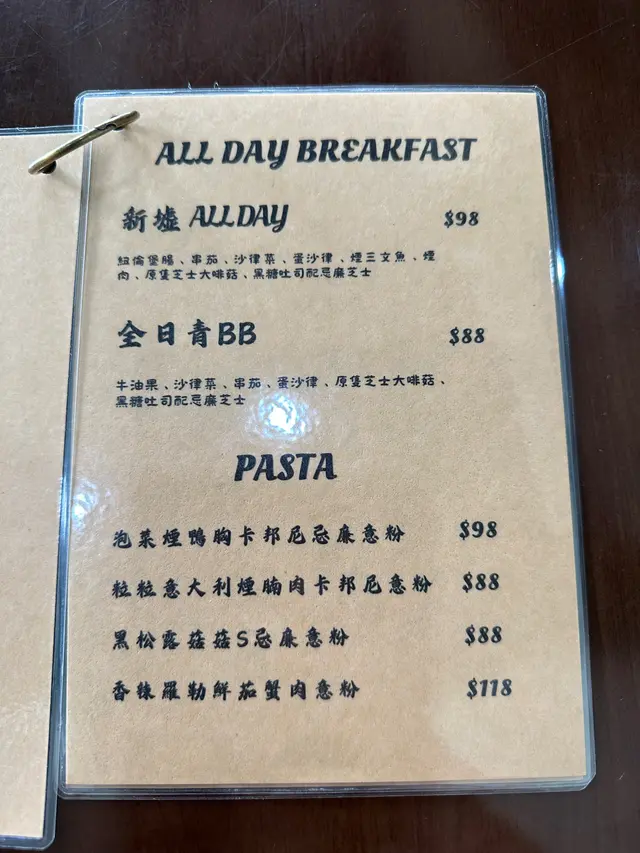 ALL DAY BREAKFAST
新墟 ALL DAY $98
紐倫堡腸、串茄、沙律菜、蛋沙律、煙三文魚、煙
肉、原隻芝士大啡菇、黑糖吐司配忌廉芝士
全日青BB $88
牛油果、沙律菜、串茄、蛋沙律、原隻芝士大啡菇、
黑糖吐司配忌廉芝士
PASTA
泡菜煙鴨胸卡邦尼忌廉意粉 $98
粒粒意大利煙腩肉卡邦尼意粉 $88
黑松露菇菇S忌廉意粉 $88
香辣羅勒鮮茄蟹肉意粉 $118